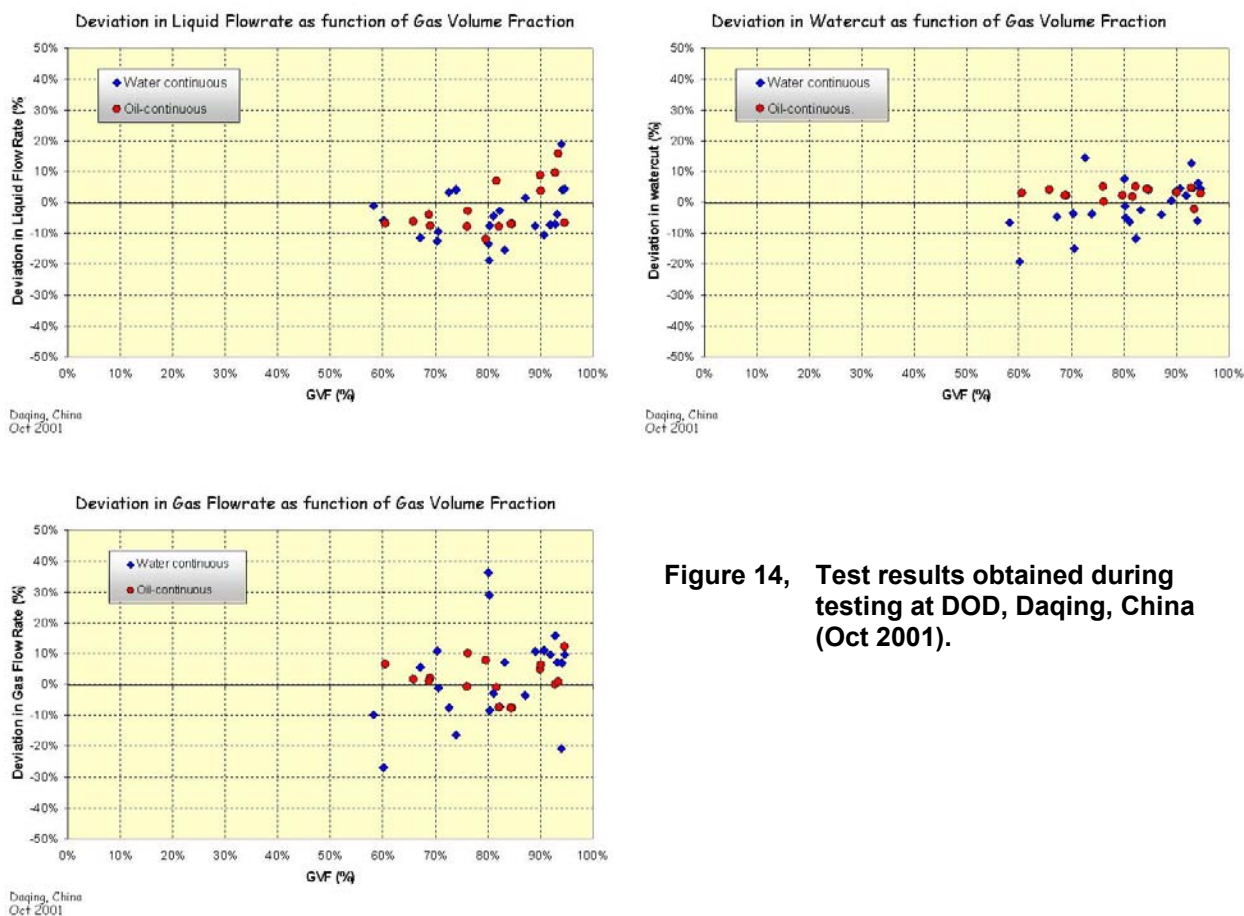 Deviation in Liquid Flowrate as function of Gas Volume Fraction
Deviation in Liquid Flow Rate (%
50%
40%
30%
20%
10%
0%
-10%
-20%
-30%
-40%
-50%
Water continuous
Oil-continuous
0% 10% 20% 30% 40% 50% 60% 70% 80% 90% 100%
GVF (%)
Daqing, China
Oct 2001
Deviation in Watercut as function of Gas Volume Fraction
Deviation in watercut (%)
50%
40%
30%
20%
10%
0%
-10%
-20%
-30%
-40%
-50%
Water continuous
Oil-continuous.
0% 10% 20% 30% 40% 50% 60% 70% 80% 90% 100%
GVF (%)
Daqing, China
Oct 2001
Deviation in Gas Flowrate as function of Gas Volume Fraction
Deviation in Gas Flow Rate (%)
50%
40%
30%
20%
10%
0%
-10%
-20%
-30%
-40%
-50%
Water continuous
Oil-continuous
0% 10% 20% 30% 40% 50% 60% 70% 80% 90% 100%
GVF (%)
Daqing, China
Oct 2001
Figure 14, Test results obtained during
testing at DOD, Daqing, China
(Oct 2001).